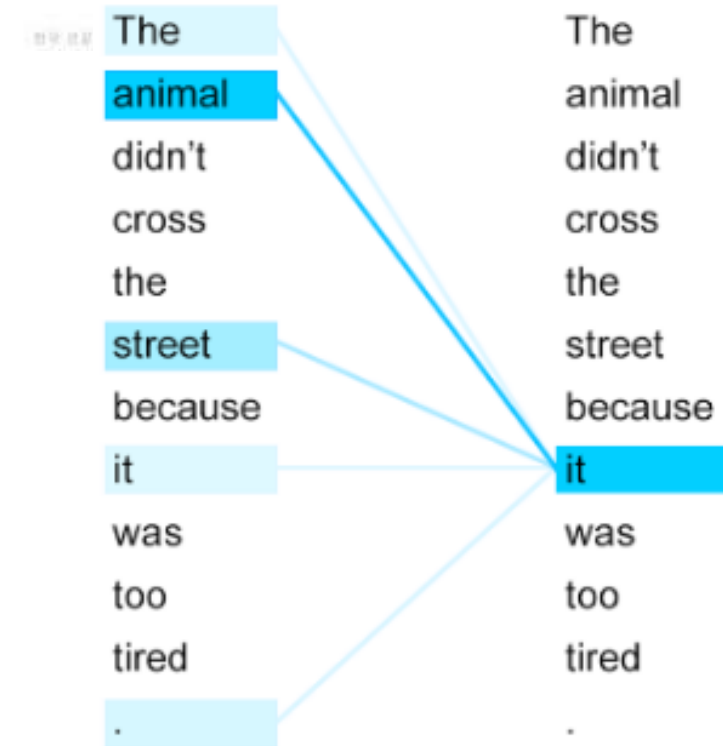 The The
animal animal
didn't didn't
cross cross
the the
street street
because because
it it
was was
too too
tired tired
. .